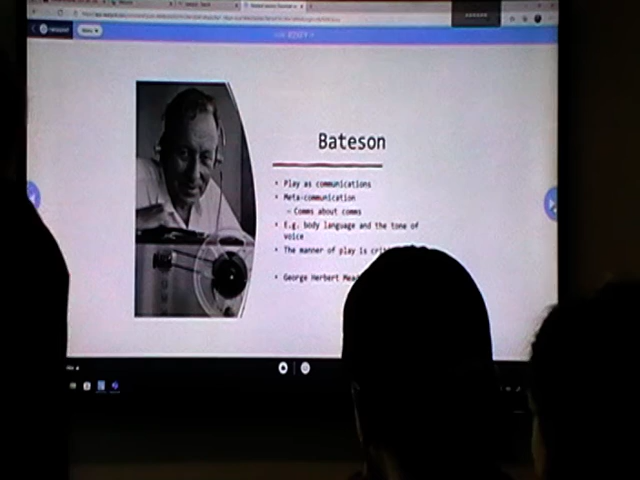 Bateson
• Play as communications
• Meta-communication
– Comms about comms
• E.g. body language and the tone of
voice
• The manner of play is
• George Herbert Mead